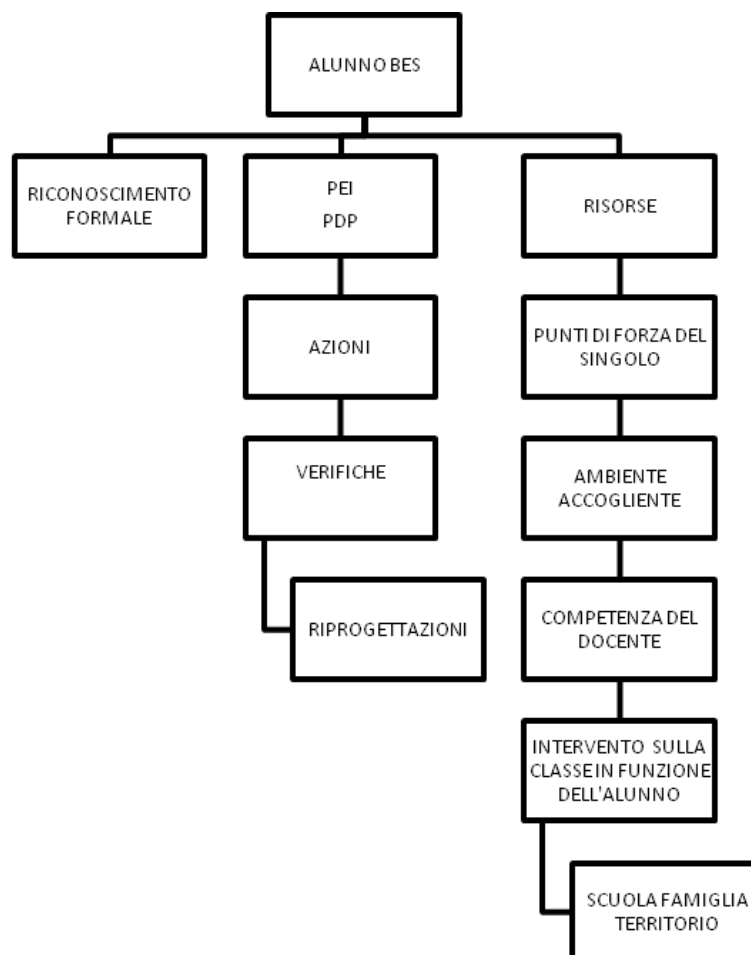 ALUNNO BES
RICONOSCIMENTO
FORMALE
PEI
PDP
RISORSE
AZIONI
PUNTI DI FORZA DEL
SINGOLO
VERIFICHE
AMBIENTE
ACCOGLIENTE
RIPROGETTAZIONI
COMPETENZA DEL
DOCENTE
INTERVENTO SULLA
CLASSE IN FUNZIONE
DELL'ALUNNO
SCUOLA FAMIGLIA
TERRITORIO